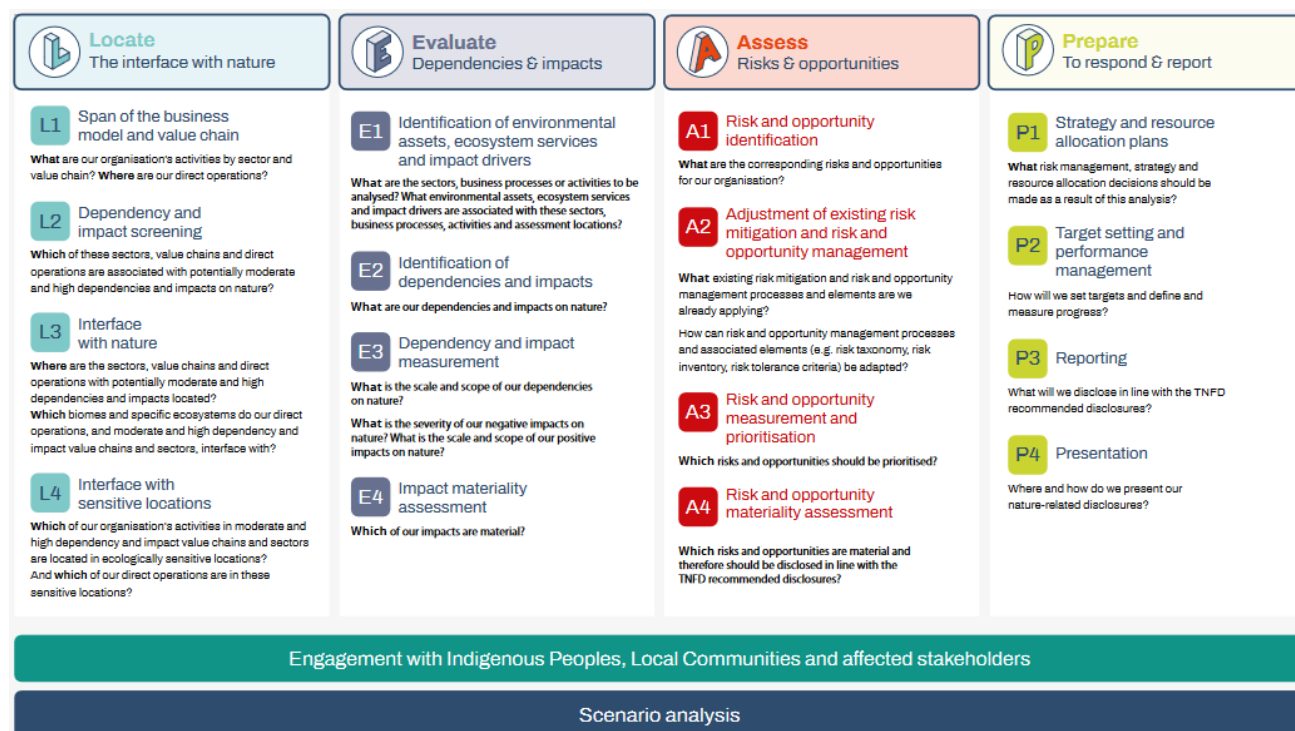 Locate
The interface with nature
L1
Span of the business
model and value chain
What are our organisation's activities by sector and
value chain? Where are our direct operations?
L2
Dependency and
impact screening
Which of these sectors, value chains and direct
operations are associated with potentially moderate
and high dependencies and impacts on nature?
L3
Interface
with nature
Where are the sectors, value chains and direct
operations with potentially moderate and high
dependencies and impacts located?
Which biomes and specific ecosystems do our direct
operations, and moderate and high dependency and
impact value chains and sectors, interface with?
L4
Interface with
sensitive locations
Which of our organisation's activities in moderate and
high dependency and impact value chains and sectors
are located in ecologically sensitive locations?
And which of our direct operations are in these
sensitive locations?
Evaluate
Dependencies & impacts
E1
Identification of environmental
assets, ecosystem services
and impact drivers
What are the sectors, business processes or activities to be
analysed? What environmental assets, ecosystem services
and impact drivers are associated with these sectors,
business processes, activities and assessment locations?
E2
Identification of
dependencies and impacts
What are our dependencies and impacts on nature?
E3
Dependency and impact
measurement
What is the scale and scope of our dependencies
on nature?
What is the severity of our negative impacts on
nature? What is the scale and scope of our positive
impacts on nature?
E4
Impact materiality
assessment
Which of our impacts are material?
Assess
Risks & opportunities
A1
Risk and opportunity
identification
What are the corresponding risks and opportunities
for our organisation?
A2
Adjustment of existing risk
mitigation and risk and
opportunity management
What existing risk mitigation and risk and opportunity
management processes and elements are we
already applying?
How can risk and opportunity management processes
and associated elements (e.g. risk taxonomy, risk
inventory, risk tolerance criteria) be adapted?
A3
Risk and opportunity
measurement and
prioritisation
Which risks and opportunities should be prioritised?
A4
Risk and opportunity
materiality assessment
Which risks and opportunities are material and
therefore should be disclosed in line with the
TNFD recommended disclosures?
Prepare
To respond & report
P1
Strategy and resource
allocation plans
What risk management, strategy and
resource allocation decisions should be
made as a result of this analysis?
P2
Target setting and
performance
management
How will we set targets and define and
measure progress?
P3
Reporting
What will we disclose in line with the TNFD
recommended disclosures?
P4
Presentation
Where and how do we present our
nature-related disclosures?
Engagement with Indigenous Peoples, Local Communities and affected stakeholders
Scenario analysis